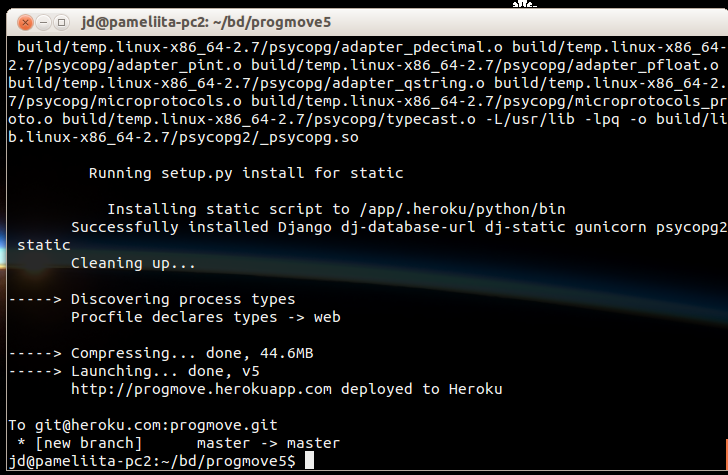 jd@pameliita-pc2: ~/bd/progmove5
build/temp.linux-x86_64-2.7/psycopg/adapter_pdecimal.o build/temp.linux-x86_64-
2.7/psycopg/adapter_pint.o build/temp.linux-x86_64-2.7/psycopg/adapter_pfloat.o
build/temp.linux-x86_64-2.7/psycopg/adapter_qstring.o build/temp.linux-x86_64-2.
7/psycopg/microprotocols.o build/temp.linux-x86_64-2.7/psycopg/microprotocols_pr
oto.o build/temp.linux-x86_64-2.7/psycopg/typecast.o -L/usr/lib -lpq -o build/li
b.linux-x86_64-2.7/psycopg2/_psycopg.so
Running setup.py install for static
Installing static script to /app/.heroku/python/bin
Successfully installed Django dj-database-url dj-static gunicorn psycopg2
static
Cleaning up...
-----> Discovering process types
Procfile declares types -> web
-----> Compressing... done, 44.6MB
-----> Launching... done, v5
http://progmove.herokuapp.com deployed to Heroku
To git@heroku.com:progmove.git
* [new branch]      master -> master
jd@pameliita-pc2:~/bd/progmove5$